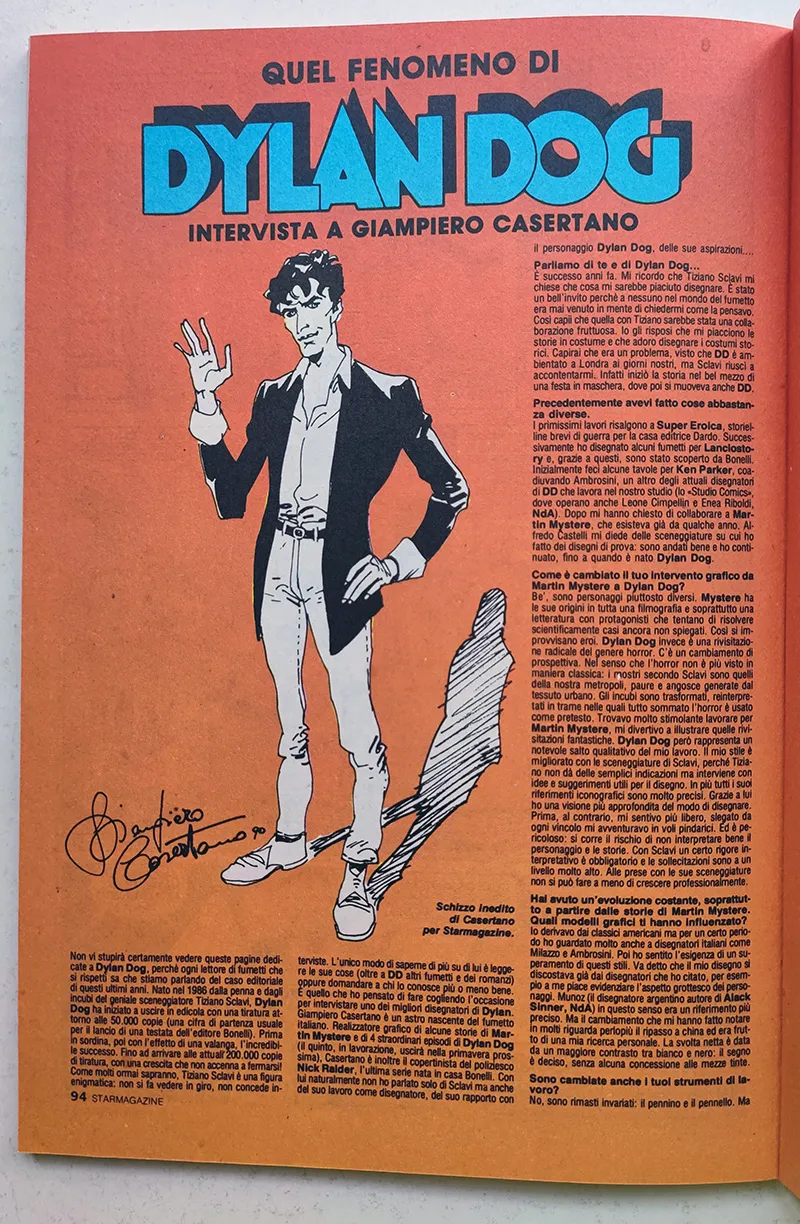 QUEL FENOMENO DI
DYLAN DOG
INTERVISTA A GIAMPIERO CASERTANO
Giampiero
Casertano 90
Schizzo inedito
di Casertano
per Starmagazine.
Non vi stupirà certamente vedere queste pagine dedi-
cate a Dylan Dog, perchè ogni lettore di fumetti che
si rispetti sa che stiamo parlando del caso editoriale
di questi ultimi anni. Nato nel 1986 dalla penna e dagli
incubi del geniale sceneggiatore Tiziano Sclavi, Dylan
Dog ha iniziato a uscire in edicola con una tiratura at-
torno alle 50.000 copie (una cifra di partenza usuale
per il lancio di una testata dell'editore Bonelli). Prima
in sordina, poi con l'effetto di una valanga, l'incredibi-
le successo. Fino ad arrivare alle attuali 200.000 copie
di tiratura, con una crescita che non accenna a fermarsi!
Come molti ormai sapranno, Tiziano Sclavi è una figura
enigmatica: non si fa vedere in giro, non concede in-
terviste. L'unico modo di saperne di più su di lui è legge-
re le sue cose (oltre a DD altri fumetti e dei romanzi)
oppure domandare a chi lo conosce più o meno bene.
È quello che ho pensato di fare cogliendo l'occasione
per intervistare uno dei migliori disegnatori di Dylan.
Giampiero Casertano è un astro nascente del fumetto
italiano. Realizzatore grafico di alcune storie di Mar-
tin Mystere e di 4 straordinari episodi di Dylan Dog
(il quinto, in lavorazione, uscirà nella primavera pros-
sima), Casertano è inoltre il copertinista del poliziesco
Nick Raider, l'ultima serie nata in casa Bonelli. Con
lui naturalmente non ho parlato solo di Sclavi ma anche
del suo lavoro come disegnatore, del suo rapporto con
il personaggio Dylan Dog, delle sue aspirazioni....
Parliamo di te e di Dylan Dog...
È successo anni fa. Mi ricordo che Tiziano Sclavi mi
chiese che cosa mi sarebbe piaciuto disegnare. È stato
un bell'invito perchè a nessuno nel mondo del fumetto
era mai venuto in mente di chiedermi come la pensavo.
Così capii che quella con Tiziano sarebbe stata una colla-
borazione fruttuosa. Io gli risposi che mi piacciono le
storie in costume e che adoro disegnare i costumi sto-
rici. Capirai che era un problema, visto che DD è am-
bientato a Londra ai giorni nostri, ma Sclavi riuscì a
accontentarmi. Infatti iniziò la storia nel bel mezzo di
una festa in maschera, dove poi si muoveva anche DD.
Precedentemente avevi fatto cose abbastan-
za diverse.
I primissimi lavori risalgono a Super Eroica, storiel-
line brevi di guerra per la casa editrice Dardo. Succes-
sivamente ho disegnato alcuni fumetti per Lanciosto-
ry e, grazie a questi, sono stato scoperto da Bonelli.
Inizialmente feci alcune tavole per Ken Parker, coa-
diuvando Ambrosini, un altro degli attuali disegnatori
di DD che lavora nel nostro studio (lo «Studio Comics»,
dove operano anche Leone Cimpellin e Enea Riboldi,
NdA). Dopo mi hanno chiesto di collaborare a Mar-
tin Mystere, che esisteva già da qualche anno. Al-
fredo Castelli mi diede delle sceneggiature su cui ho
fatto dei disegni di prova: sono andati bene e ho conti-
nuato, fino a quando è nato Dylan Dog.
Come è cambiato il tuo intervento grafico da
Martin Mystere a Dylan Dog?
Be', sono personaggi piuttosto diversi. Mystere ha
le sue origini in tutta una filmografia e soprattutto una
letteratura con protagonisti che tentano di risolvere
scientificamente casi ancora non spiegati. Così si im-
provvisano eroi. Dylan Dog invece è una rivisitazio-
ne radicale del genere horror. C'è un cambiamento di
prospettiva. Nel senso che l'horror non è più visto in
maniera classica: i mostri secondo Sclavi sono quelli
della nostra metropoli, paure e angosce generate dal
tessuto urbano. Gli incubi sono trasformati, reinterpre-
tati in trame nelle quali tutto sommato l'horror è usato
come pretesto. Trovavo molto stimolante lavorare per
Martin Mystere, mi divertivo a illustrare quelle rivi-
sitazioni fantastiche. Dylan Dog però rappresenta un
notevole salto qualitativo del mio lavoro. Il mio stile è
migliorato con le sceneggiature di Sclavi, perché Tizia-
no non dà delle semplici indicazioni ma interviene con
idee e suggerimenti utili per il disegno. In più tutti i suoi
riferimenti iconografici sono molto precisi. Grazie a lui
ho una visione più approfondita del modo di disegnare.
Prima, al contrario, mi sentivo più libero, slegato da
ogni vincolo mi avventuravo in voli pindarici. Ed è pe-
ricoloso: si corre il rischio di non interpretare bene il
personaggio e le storie. Con Sclavi un certo rigore in-
terpretativo è obbligatorio e le sollecitazioni sono a un
livello molto alto. Alle prese con le sue sceneggiature
non si può fare a meno di crescere professionalmente.
Hai avuto un'evoluzione costante, soprattut-
to a partire dalle storie di Martin Mystere.
Quali modelli grafici ti hanno influenzato?
Io derivavo dai classici americani ma per un certo perio-
do ho guardato molto anche a disegnatori italiani come
Milazzo e Ambrosini. Poi ho sentito l'esigenza di un su-
peramento di questi stili. Va detto che il mio disegno si
discostava già dai disegnatori che ho citato, per esem-
pio a me piace evidenziare l'aspetto grottesco dei perso-
naggi. Munoz (il disegnatore argentino autore di Alack
Sinner, NdA) in questo senso era un riferimento più
preciso. Ma il cambiamento che mi hanno fatto notare
in molti riguarda perlopiù il ripasso a china ed era frut-
to di una mia ricerca personale. La svolta netta è data
da un maggior contrasto tra bianco e nero: il segno
è deciso, senza alcuna concessione alle mezze tinte.
Sono cambiate anche i tuoi strumenti di la-
voro?
No, sono rimasti invariati: il pennino e il pennello. Ma
94 STARMAGAZINE